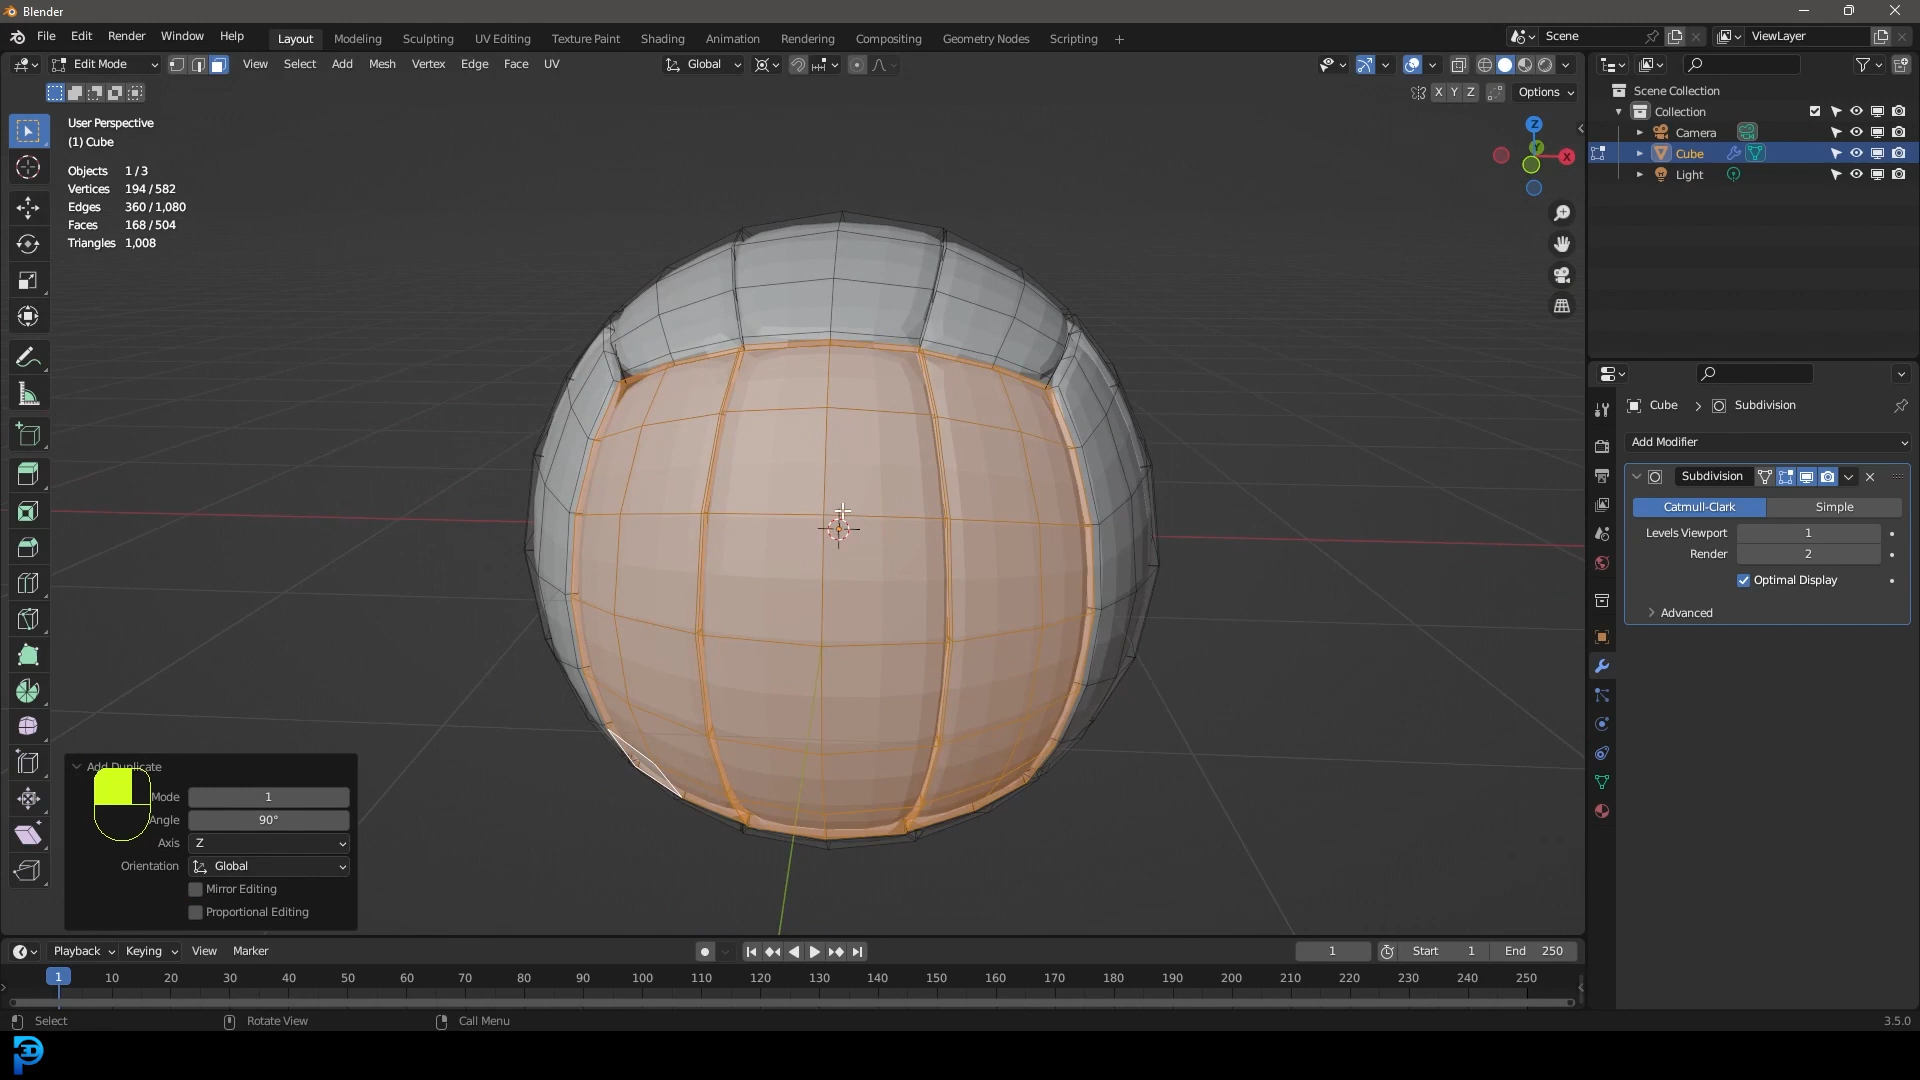 Blender
File Edit Render Window Help
Layout Modeling Sculpting UV Editing Texture Paint Shading Animation Rendering Compositing Geometry Nodes Scripting +
Scene ViewLayer
Edit Mode View Select Add Mesh Vertex Edge Face UV
Global
X Y Z Options
User Perspective
(1) Cube
Objects 1/3
Vertices 194/582
Edges 360/1,080
Faces 168/504
Triangles 1,008
Z
X
Scene Collection
Collection
Camera
Cube
Light
Cube > Subdivision
Add Modifier
Subdivision
Catmull-Clark Simple
Levels Viewport 1
Render 2
Optimal Display
Advanced
Add Duplicate
Mode 1
Angle 90°
Axis Z
Orientation Global
Mirror Editing
Proportional Editing
Playback Keying View Marker
1 Start 1 End 250
1 10 20 30 40 50 60 70 80 90 100 110 120 130 140 150 160 170 180 190 200 210 220 230 240 250
Select Rotate View Call Menu
3.5.0
3D